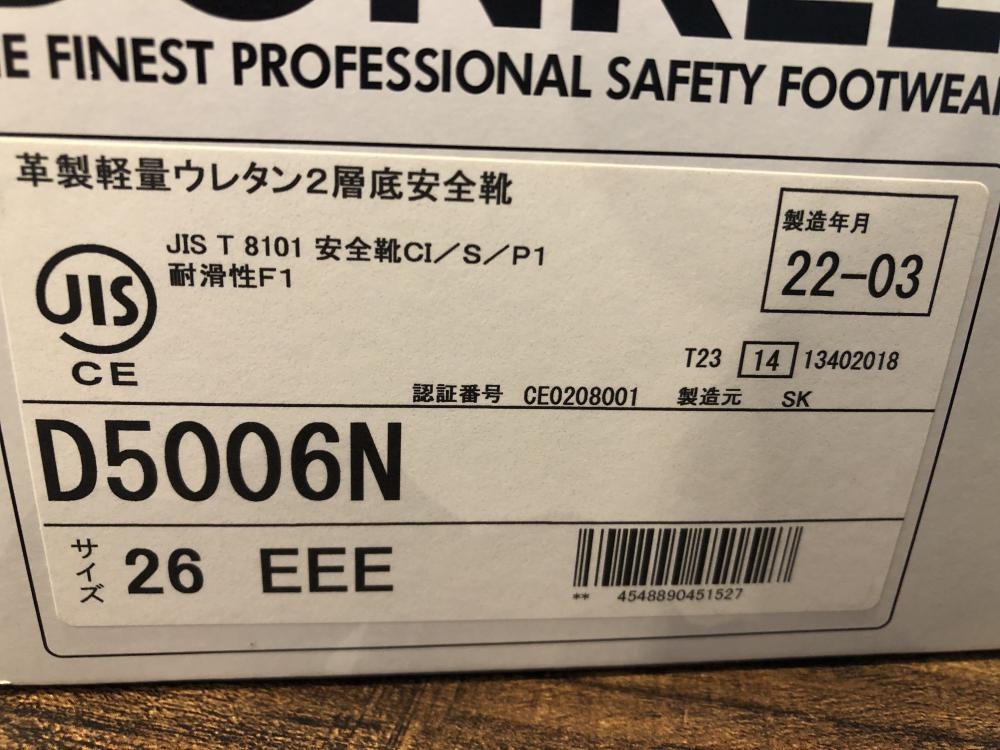 E FINEST PROFESSIONAL SAFETY FOOTWEAR
革製軽量ウレタン2層底安全靴
JIS T 8101 安全靴CI/S/P1
耐滑性F1
製造年月
22-03
JIS
CE
T23 14 13402018
認証番号 CE0208001 製造元 SK
D5006N
サイズ 26 EEE
** 4548890451527